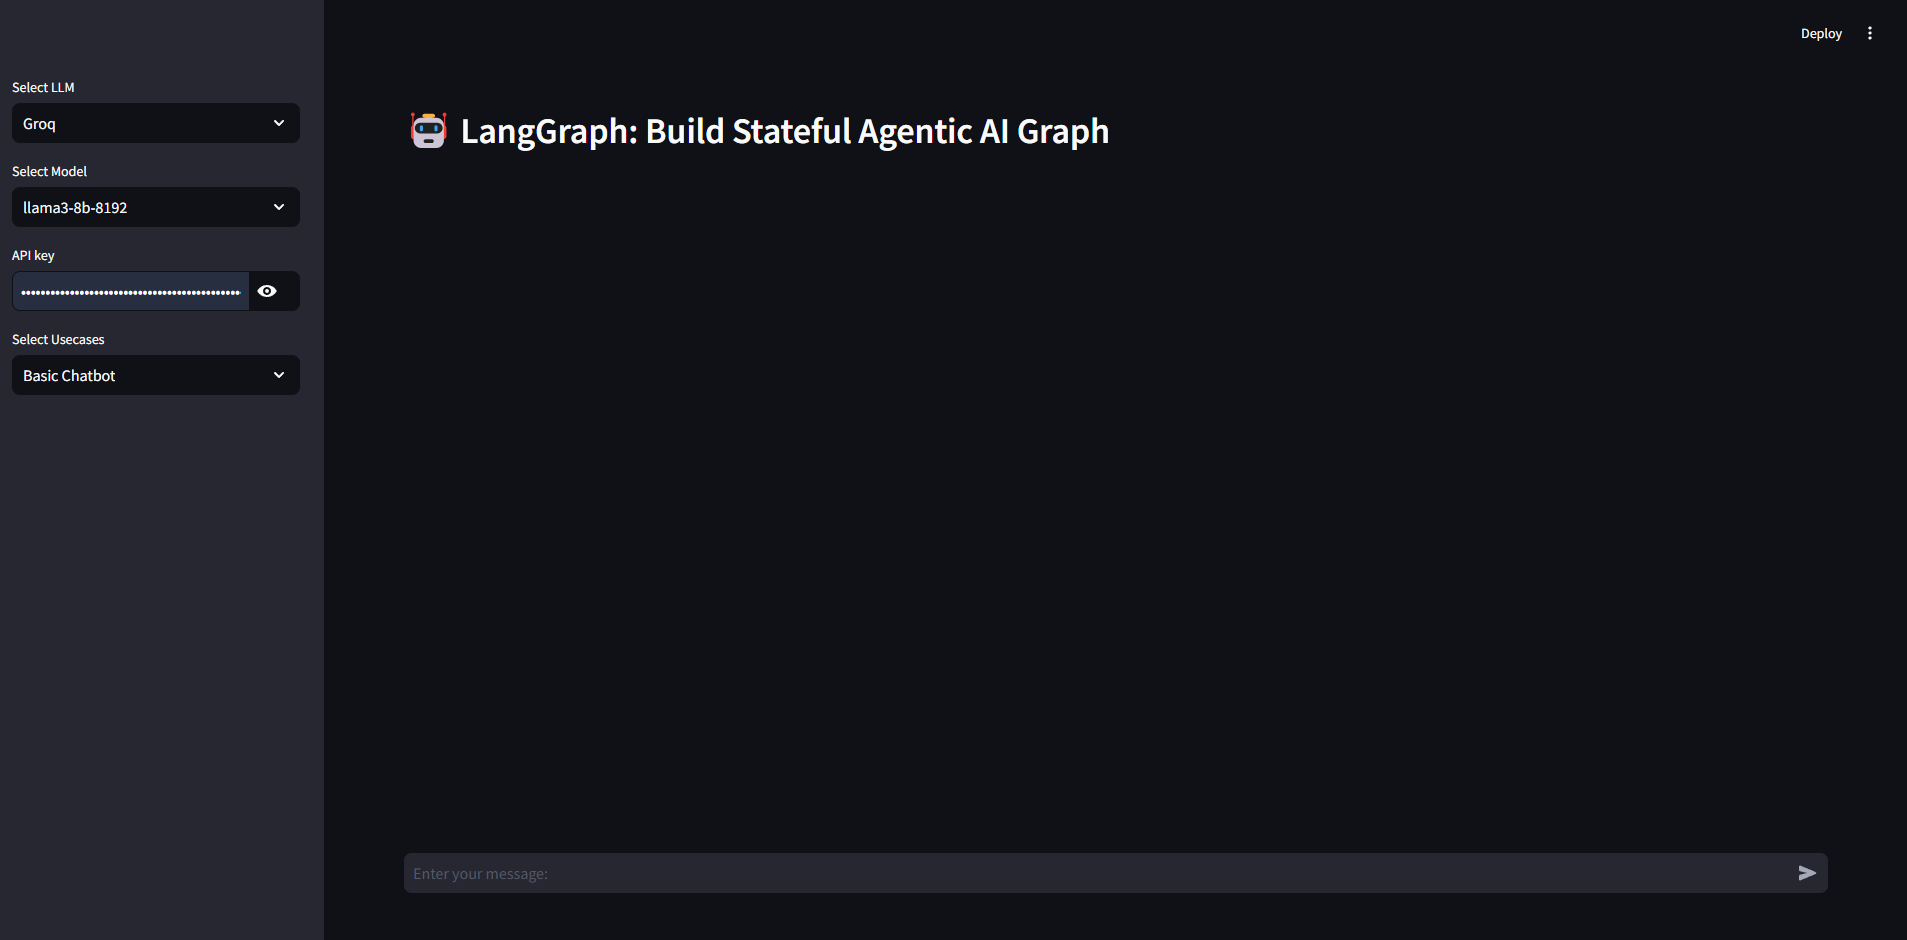 Deploy
Select LLM
Groq
Select Model
llama3-8b-8192
API key
Select Usecases
Basic Chatbot
LangGraph: Build Stateful Agentic AI Graph
Enter your message: